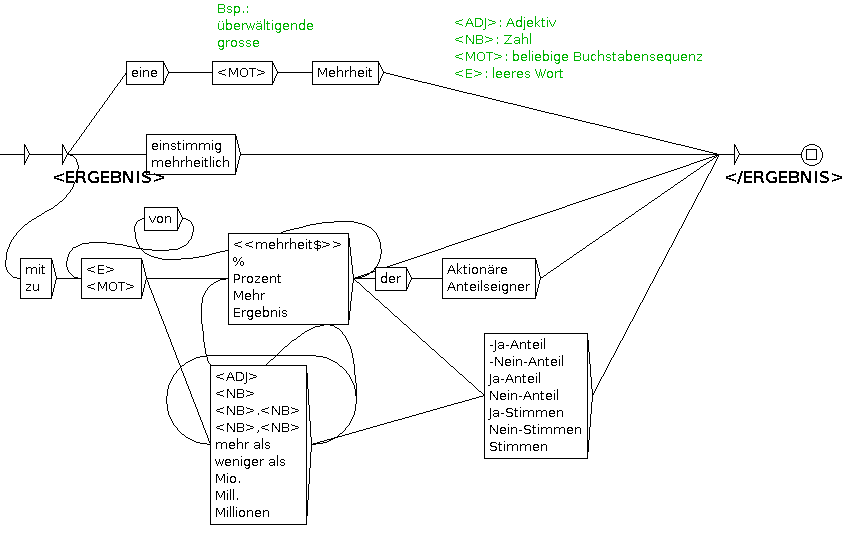 Bsp.:
überwältigende
grosse
<ADJ>: Adjektiv
<NB>: Zahl
<MOT>: beliebige Buchstabensequenz
<E>: leeres Wort
eine
<MOT>
Mehrheit
einstimmig
mehrheitlich
<ERGEBNIS>
</ERGEBNIS>
von
mit
zu
<E>
<MOT>
<<mehrheit$>>
%
Prozent
Mehr
Ergebnis
der
Aktionäre
Anteilseigner
-Ja-Anteil
-Nein-Anteil
Ja-Anteil
Nein-Anteil
Ja-Stimmen
Nein-Stimmen
Stimmen
<ADJ>
<NB>
<NB>.<NB>
<NB>,<NB>
mehr als
weniger als
Mio.
Mill.
Millionen